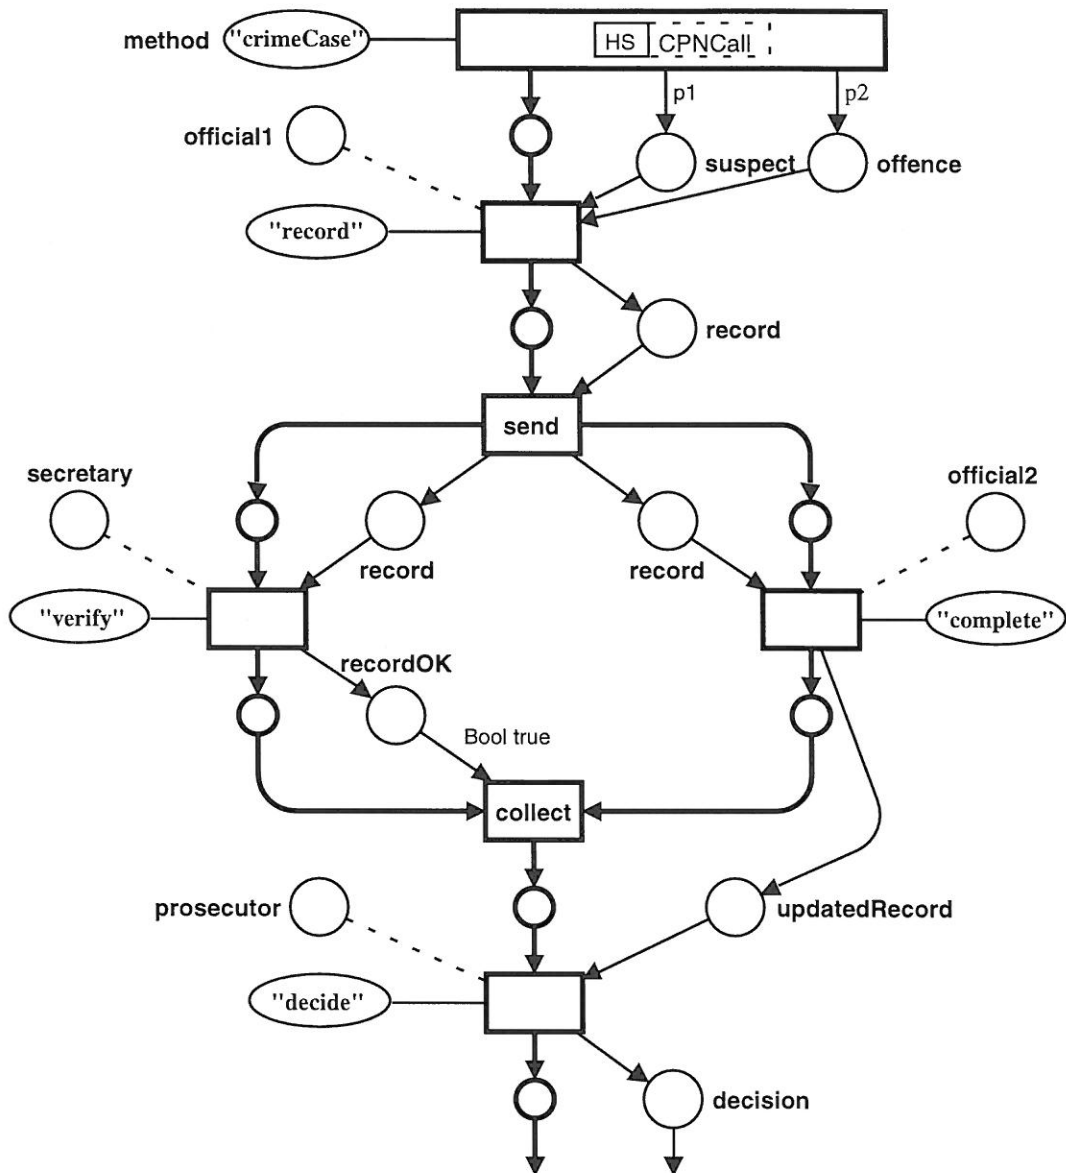 method
"crimeCase"
HS
CPNCall
p1
p2
official1
suspect
offence
"record"
record
send
secretary
official2
record
record
"verify"
"complete"
recordOK
Bool true
collect
prosecutor
updatedRecord
"decide"
decision